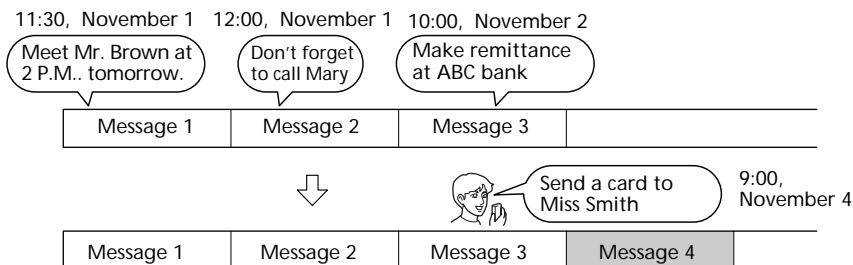 11:30, November 1 12:00, November 1 10:00, November 2
Meet Mr. Brown at
2 P.M.. tomorrow.
Don't forget
to call Mary
Make remittance
at ABC bank
Message 1 Message 2 Message 3
Send a card to
Miss Smith
9:00,
November 4
Message 1 Message 2 Message 3 Message 4